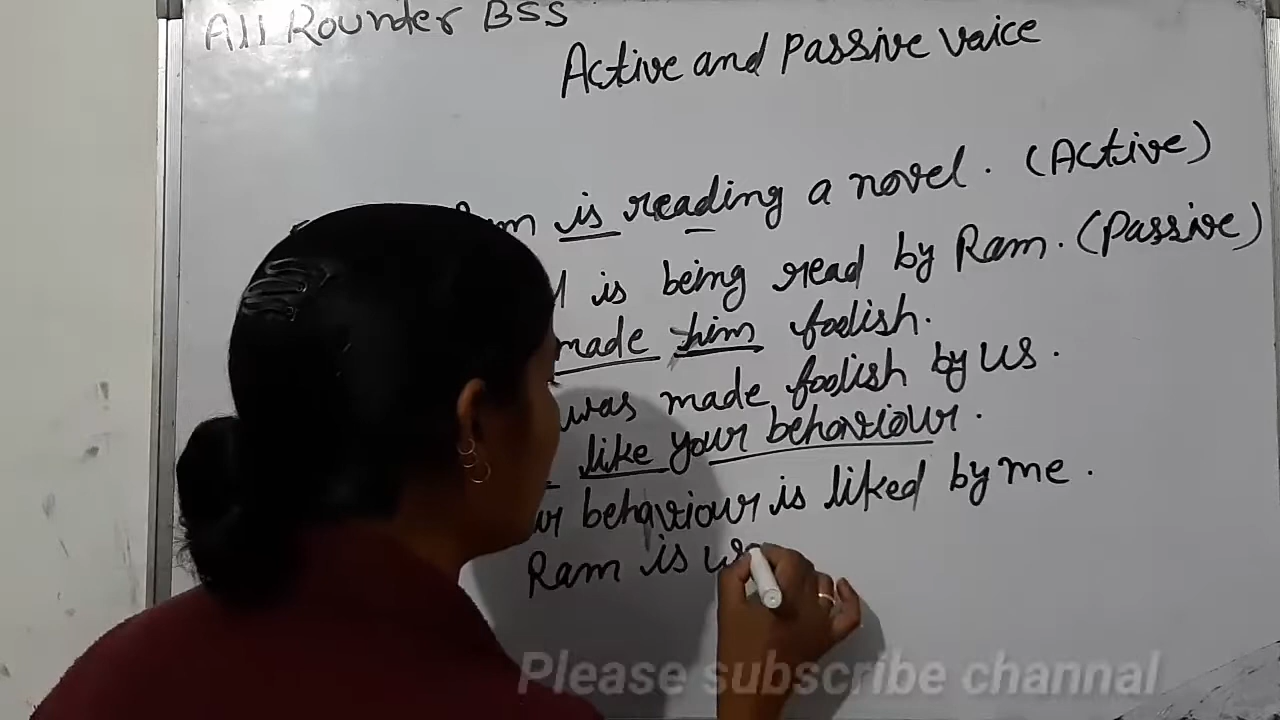 All Rounder BSS
Active and Passive Vaice
is reading a novel. (Active)
is being read by Ram. (Passive)
made him foolish.
was made foolish by us.
like your behaviour.
behaviour is liked by me.
Ram is
Please subscribe channal